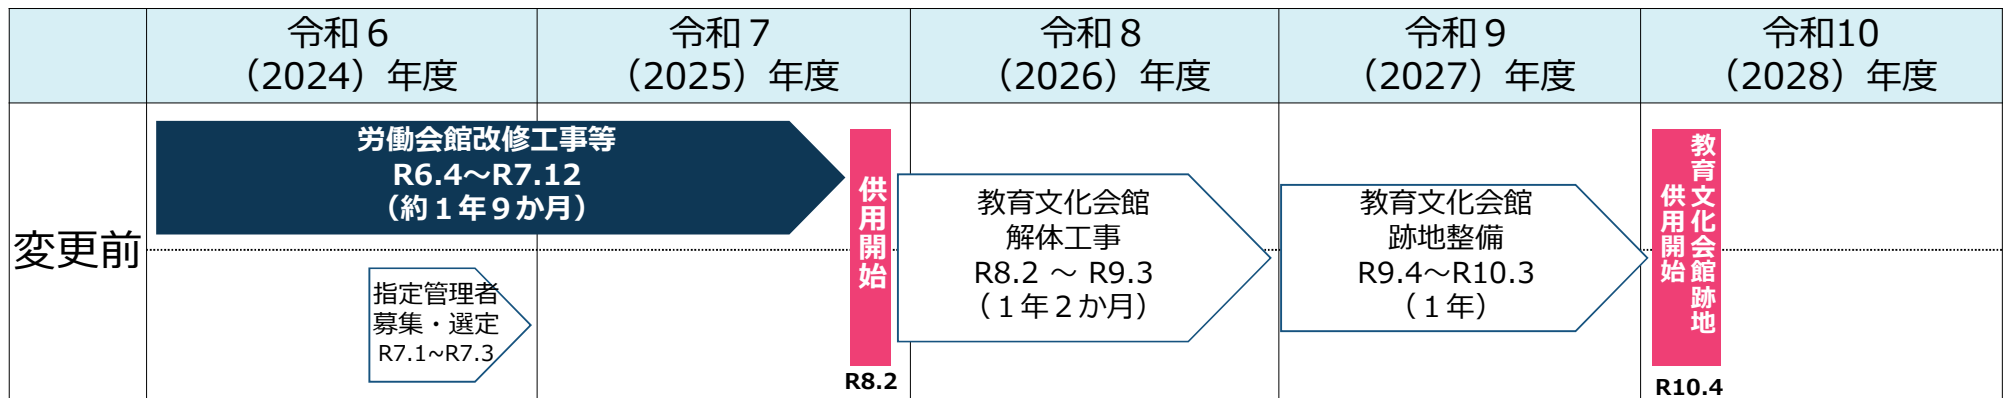 令和６
（2024）年度
令和７
（2025）年度
令和８
（2026）年度
令和９
（2027）年度
令和10
（2028）年度
変更前
労働会館改修工事等
R6.4～R7.12
（約１年９か月）
指定管理者
募集・選定
R7.1~R7.3
供用開始
R8.2
教育文化会館
解体工事
R8.2 ～ R9.3
（１年２か月）
教育文化会館
跡地整備
R9.4～R10.3
（１年）
教育文化会館跡地
供用開始
R10.4